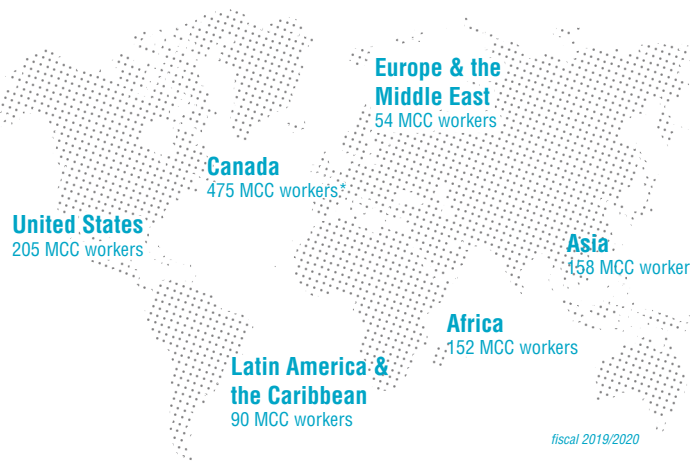 Europe & the
Middle East
54 MCC workers
Canada
475 MCC workers*
United States
205 MCC workers
Asia
158 MCC worker
Africa
152 MCC workers
Latin America &
the Caribbean
90 MCC workers
fiscal 2019/2020